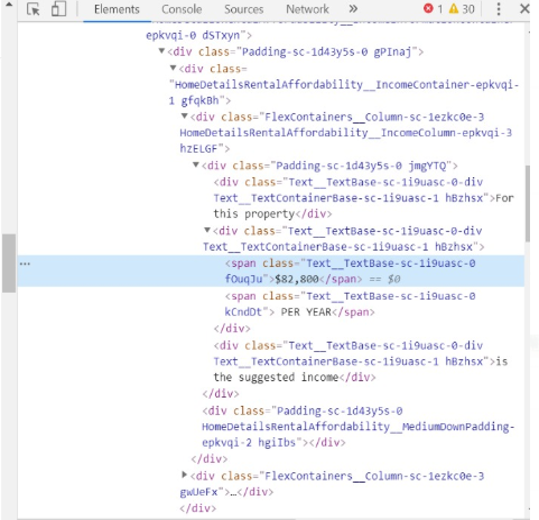 Elements Console Sources Network » 1 30
HomeDetailsRentalAffordability__InformationContainer-
epkvqi-0 dSTxyn">
▼<div class="Padding-sc-1d43y5s-0 gPInaj">
▼<div class=
"HomeDetailsRentalAffordability__IncomeContainer-epkvqi-
1 gfqkBh">
▼<div class="FlexContainers__Column-sc-1ezkc0e-3
HomeDetailsRentalAffordability__IncomeColumn-epkvqi-3
hzELGF">
▼<div class="Padding-sc-1d43y5s-0 jmgYTQ">
<div class="Text__TextBase-sc-1i9uasc-0-div
Text__TextContainerBase-sc-1i9uasc-1 hBzhsx">For
this property</div>
▼<div class="Text__TextBase-sc-1i9uasc-0-div
Text__TextContainerBase-sc-1i9uasc-1 hBzhsx">
… <span class="Text__TextBase-sc-1i9uasc-0
fOuqJu">$82,800</span> == $0
<span class="Text__TextBase-sc-1i9uasc-0
kCndDt"> PER YEAR</span>
</div>
<div class="Text__TextBase-sc-1i9uasc-0-div
Text__TextContainerBase-sc-1i9uasc-1 hBzhsx">is
the suggested income</div>
</div>
<div class="Padding-sc-1d43y5s-0
HomeDetailsRentalAffordability__MediumDownPadding-
epkvqi-2 hgiIbs"></div>
</div>
▶<div class="FlexContainers__Column-sc-1ezkc0e-3
gwUeFx">…</div>
</div>